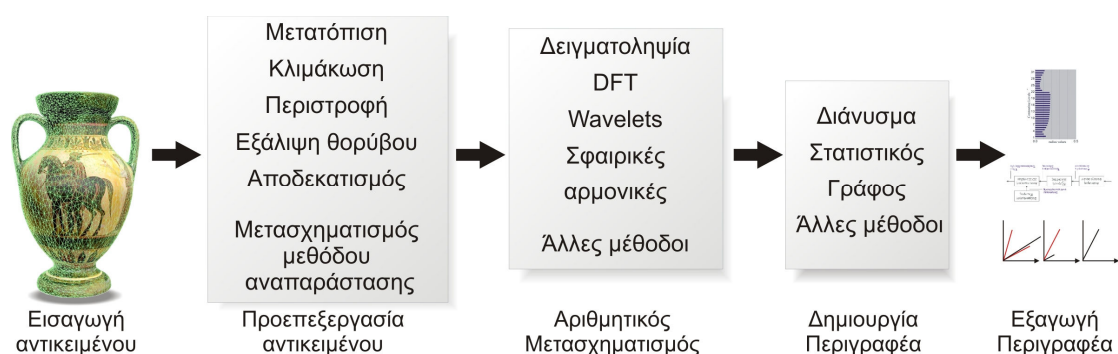 Μετατόπιση
Κλιμάκωση
Περιστροφή
Εξάλιψη θορύβου
Αποδεκατισμός
Μετασχηματισμός
μεθόδου
αναπαράστασης
Δειγματοληψία
DFT
Wavelets
Σφαιρικές
αρμονικές
Άλλες μέθοδοι
Διάνυσμα
Στατιστικός
Γράφος
Άλλες μέθοδοι
Εισαγωγή
αντικειμένου
Προεπεξεργασία
αντικειμένου
Αριθμητικός
Μετασχηματισμός
Δημιουργία
Περιγραφέα
Εξαγωγή
Περιγραφέα